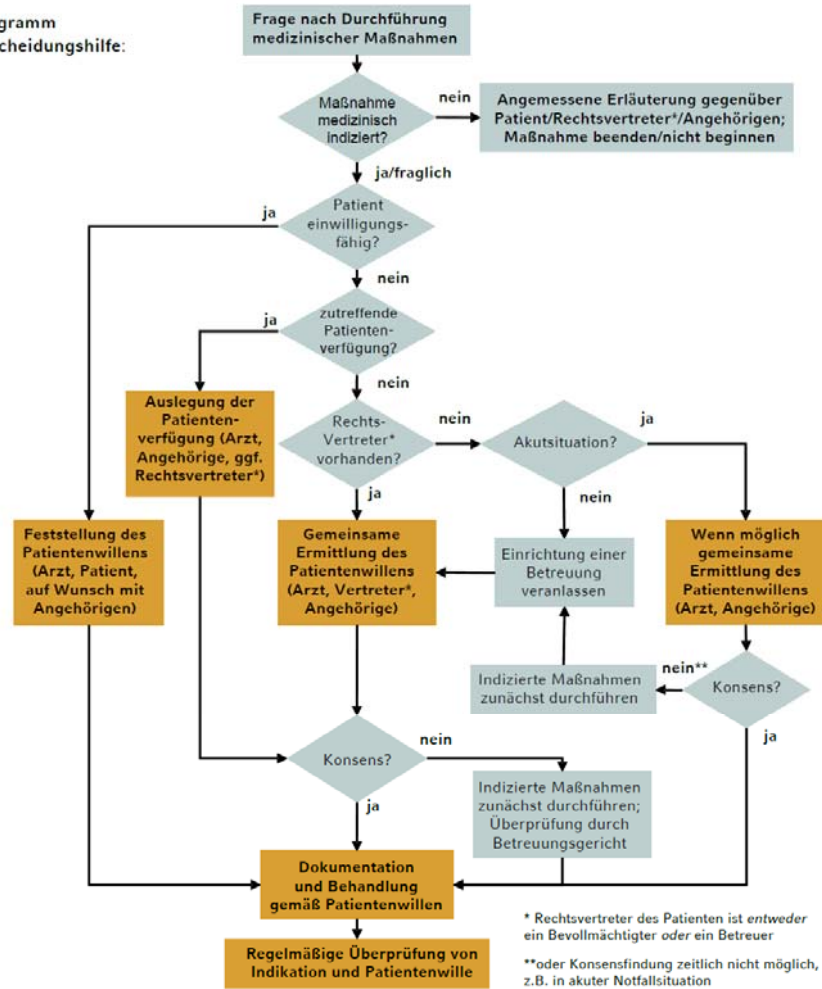 gramm
cheidungshilfe:
Frage nach Durchführung
medizinischer Maßnahmen
Maßnahme
medizinisch
indiziert?
nein
Angemessene Erläuterung gegenüber
Patient/Rechtsvertreter*/Angehörigen;
Maßnahme beenden/nicht beginnen
ja/fraglich
ja
Patient
einwilligungs-
fähig?
nein
ja
zutreffende
Patienten-
verfügung?
nein
Auslegung der
Patienten-
verfügung (Arzt,
Angehörige, ggf.
Rechtsvertreter*)
Rechts-
Vertreter*
vorhanden?
nein
Akutsituation?
ja
ja
nein
Feststellung des
Patientenwillens
(Arzt, Patient,
auf Wunsch mit
Angehörigen)
Gemeinsame
Ermittlung des
Patientenwillens
(Arzt, Vertreter*,
Angehörige)
Einrichtung einer
Betreuung
veranlassen
Wenn möglich
gemeinsame
Ermittlung des
Patientenwillens
(Arzt, Angehörige)
Indizierte Maßnahmen
zunächst durchführen
nein**
Konsens?
ja
Konsens?
nein
ja
Indizierte Maßnahmen
zunächst durchführen;
Überprüfung durch
Betreuungsgericht
Dokumentation
und Behandlung
gemäß Patientenwillen
Regelmäßige Überprüfung von
Indikation und Patientenwille
* Rechtsvertreter des Patienten ist entweder
ein Bevollmächtigter oder ein Betreuer
**oder Konsensfindung zeitlich nicht möglich,
z.B. in akuter Notfallsituation